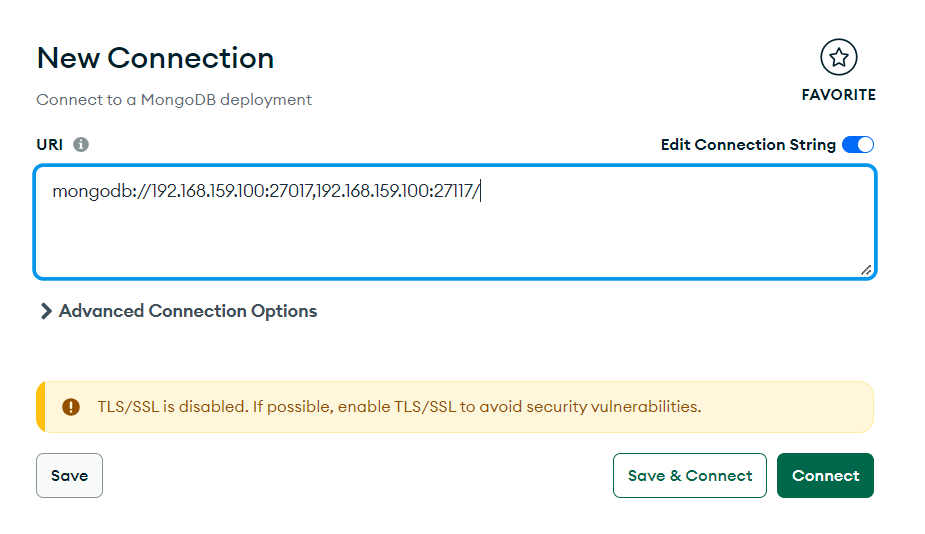 New Connection
FAVORITE
Connect to a MongoDB deployment
URI
Edit Connection String
mongodb://192.168.159.100:27017,192.168.159.100:27117/
Advanced Connection Options
TLS/SSL is disabled. If possible, enable TLS/SSL to avoid security vulnerabilities.
Save
Save & Connect
Connect